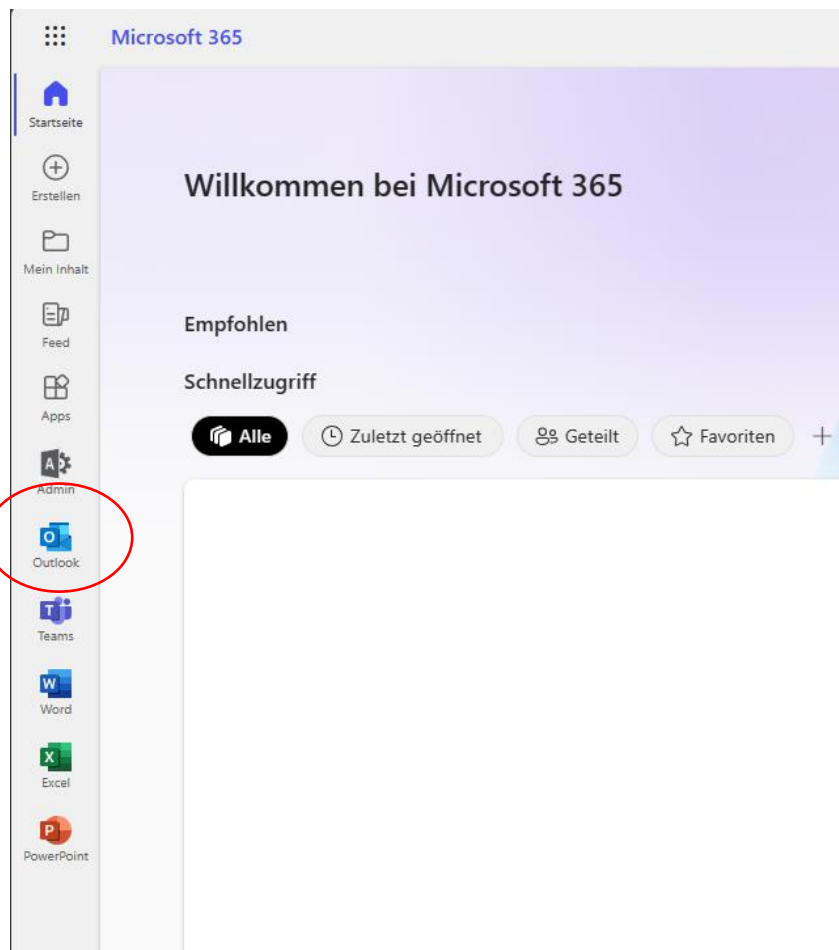 Microsoft 365
Startseite
Erstellen
Mein Inhalt
Feed
Apps
A
Admin
O
Outlook
T
Teams
W
Word
X
Excel
P
PowerPoint
Willkommen bei Microsoft 365
Empfohlen
Schnellzugriff
Alle Zuletzt geöffnet Geteilt Favoriten